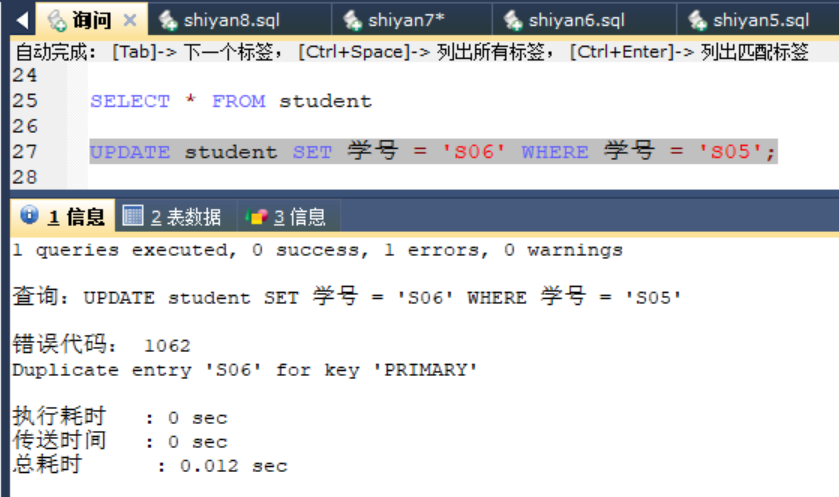 询问 × shiyan8.sql shiyan7* shiyan6.sql shiyan5.sql
自动完成： [Tab]-> 下一个标签， [Ctrl+Space]-> 列出所有标签， [Ctrl+Enter]-> 列出匹配标签
24
25 SELECT * FROM student
26
27 UPDATE student SET 学号 = 'S06' WHERE 学号 = 'S05';
28
1 信息 2 表数据 3 信息
1 queries executed, 0 success, 1 errors, 0 warnings
查询：UPDATE student SET 学号 = 'S06' WHERE 学号 = 'S05'
错误代码： 1062
Duplicate entry 'S06' for key 'PRIMARY'
执行耗时 : 0 sec
传送时间 : 0 sec
总耗时 : 0.012 sec